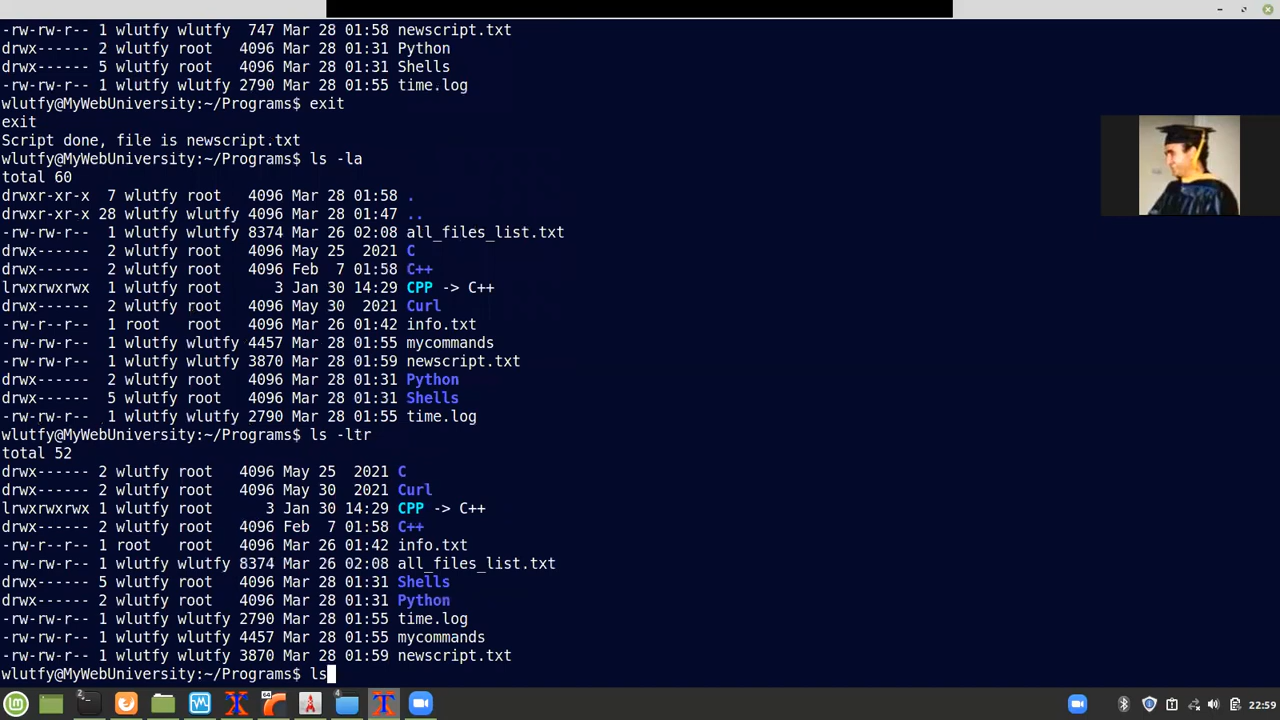 -rw-rw-r-- 1 wlutfy wlutfy  747 Mar 28 01:58 newscript.txt
drwx------ 2 wlutfy root   4096 Mar 28 01:31 Python
drwx------ 5 wlutfy root   4096 Mar 28 01:31 Shells
-rw-rw-r-- 1 wlutfy wlutfy 2790 Mar 28 01:55 time.log
wlutfy@MyWebUniversity:~/Programs$ exit
exit
Script done, file is newscript.txt
wlutfy@MyWebUniversity:~/Programs$ ls -la
total 60
drwxr-xr-x  7 wlutfy root   4096 Mar 28 01:58 .
drwxr-xr-x 28 wlutfy wlutfy 4096 Mar 28 01:47 ..
-rw-rw-r--  1 wlutfy wlutfy 8374 Mar 26 02:08 all_files_list.txt
drwx------  2 wlutfy root   4096 May 25  2021 C
drwx------  2 wlutfy root   4096 Feb  7 01:58 C++
lrwxrwxrwx  1 wlutfy root      3 Jan 30 14:29 CPP -> C++
drwx------  2 wlutfy root   4096 May 30  2021 Curl
-rw-r--r--  1 root   root   4096 Mar 26 01:42 info.txt
-rw-rw-r--  1 wlutfy wlutfy 4457 Mar 28 01:55 mycommands
-rw-rw-r--  1 wlutfy wlutfy 3870 Mar 28 01:59 newscript.txt
drwx------  2 wlutfy root   4096 Mar 28 01:31 Python
drwx------  5 wlutfy root   4096 Mar 28 01:31 Shells
-rw-rw-r--  1 wlutfy wlutfy 2790 Mar 28 01:55 time.log
wlutfy@MyWebUniversity:~/Programs$ ls -ltr
total 52
drwx------ 2 wlutfy root   4096 May 25  2021 C
drwx------ 2 wlutfy root   4096 May 30  2021 Curl
lrwxrwxrwx 1 wlutfy root      3 Jan 30 14:29 CPP -> C++
drwx------ 2 wlutfy root   4096 Feb  7 01:58 C++
-rw-r--r-- 1 root   root   4096 Mar 26 01:42 info.txt
-rw-rw-r-- 1 wlutfy wlutfy 8374 Mar 26 02:08 all_files_list.txt
drwx------ 5 wlutfy root   4096 Mar 28 01:31 Shells
drwx------ 2 wlutfy root   4096 Mar 28 01:31 Python
-rw-rw-r-- 1 wlutfy wlutfy 2790 Mar 28 01:55 time.log
-rw-rw-r-- 1 wlutfy wlutfy 4457 Mar 28 01:55 mycommands
-rw-rw-r-- 1 wlutfy wlutfy 3870 Mar 28 01:59 newscript.txt
wlutfy@MyWebUniversity:~/Programs$ ls
22:59